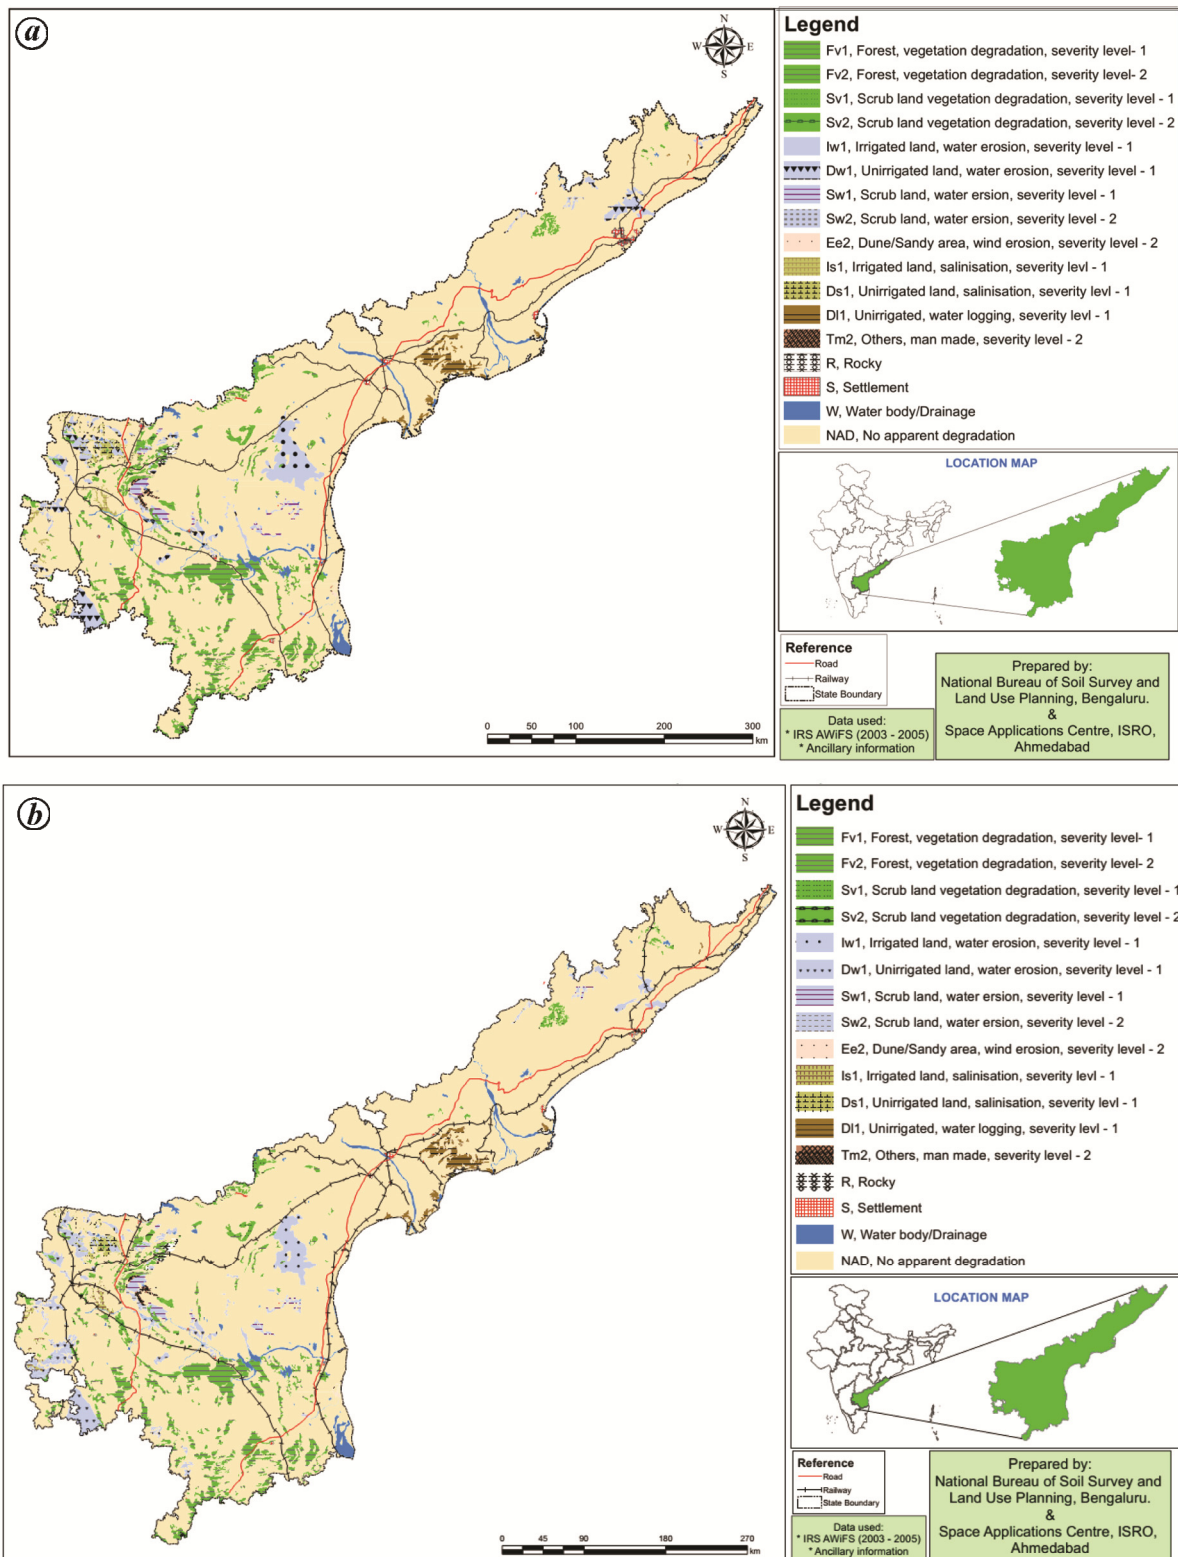 a
N
W
E
S
0 50 100 200 300
km
Legend
Fv1, Forest, vegetation degradation, severity level- 1
Fv2, Forest, vegetation degradation, severity level- 2
Sv1, Scrub land vegetation degradation, severity level - 1
Sv2, Scrub land vegetation degradation, severity level - 2
Iw1, Irrigated land, water erosion, severity level - 1
Dw1, Unirrigated land, water erosion, severity level - 1
Sw1, Scrub land, water ersion, severity level - 1
Sw2, Scrub land, water ersion, severity level - 2
Ee2, Dune/Sandy area, wind erosion, severity level - 2
Is1, Irrigated land, salinisation, severity levl - 1
Ds1, Unirrigated land, salinisation, severity levl - 1
Dl1, Unirrigated, water logging, severity levl - 1
Tm2, Others, man made, severity level - 2
R, Rocky
S, Settlement
W, Water body/Drainage
NAD, No apparent degradation
LOCATION MAP
Reference
Road
Railway
State Boundary
Data used:
* IRS AWiFS (2003 - 2005)
* Ancillary information
Prepared by:
National Bureau of Soil Survey and
Land Use Planning, Bengaluru.
&
Space Applications Centre, ISRO,
Ahmedabad
b
N
W
E
S
0 45 90 180 270
km
Legend
Fv1, Forest, vegetation degradation, severity level- 1
Fv2, Forest, vegetation degradation, severity level- 2
Sv1, Scrub land vegetation degradation, severity level - 1
Sv2, Scrub land vegetation degradation, severity level - 2
Iw1, Irrigated land, water erosion, severity level - 1
Dw1, Unirrigated land, water erosion, severity level - 1
Sw1, Scrub land, water ersion, severity level - 1
Sw2, Scrub land, water ersion, severity level - 2
Ee2, Dune/Sandy area, wind erosion, severity level - 2
Is1, Irrigated land, salinisation, severity levl - 1
Ds1, Unirrigated land, salinisation, severity levl - 1
Dl1, Unirrigated, water logging, severity levl - 1
Tm2, Others, man made, severity level - 2
R, Rocky
S, Settlement
W, Water body/Drainage
NAD, No apparent degradation
LOCATION MAP
Reference
Road
Railway
State Boundary
Data used:
* IRS AWiFS (2003 - 2005)
* Ancillary information
Prepared by:
National Bureau of Soil Survey and
Land Use Planning, Bengaluru.
&
Space Applications Centre, ISRO,
Ahmedabad